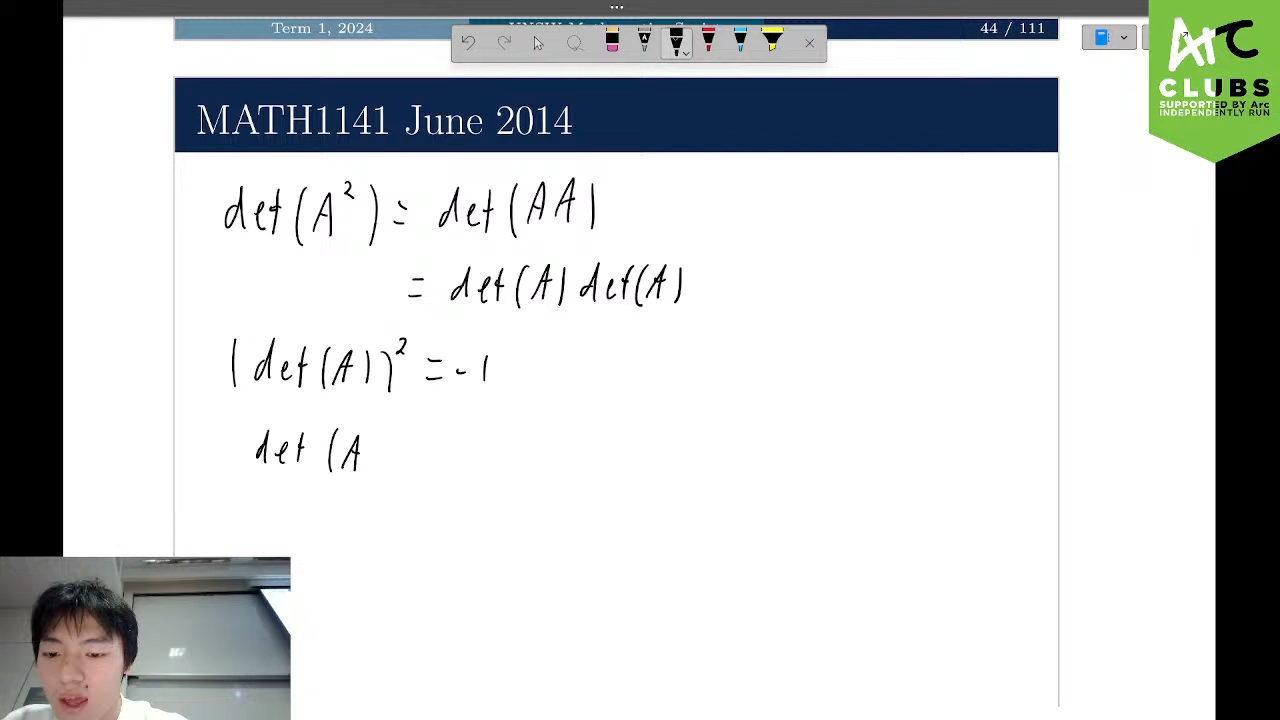 Term 1, 2024
44 / 111
Arc
CLUBS
SUPPORTED BY Arc
INDEPENDENTLY RUN
MATH1141 June 2014
det(A²) = det(AA)
= det(A) det(A)
(det(A))² = -1
det (A